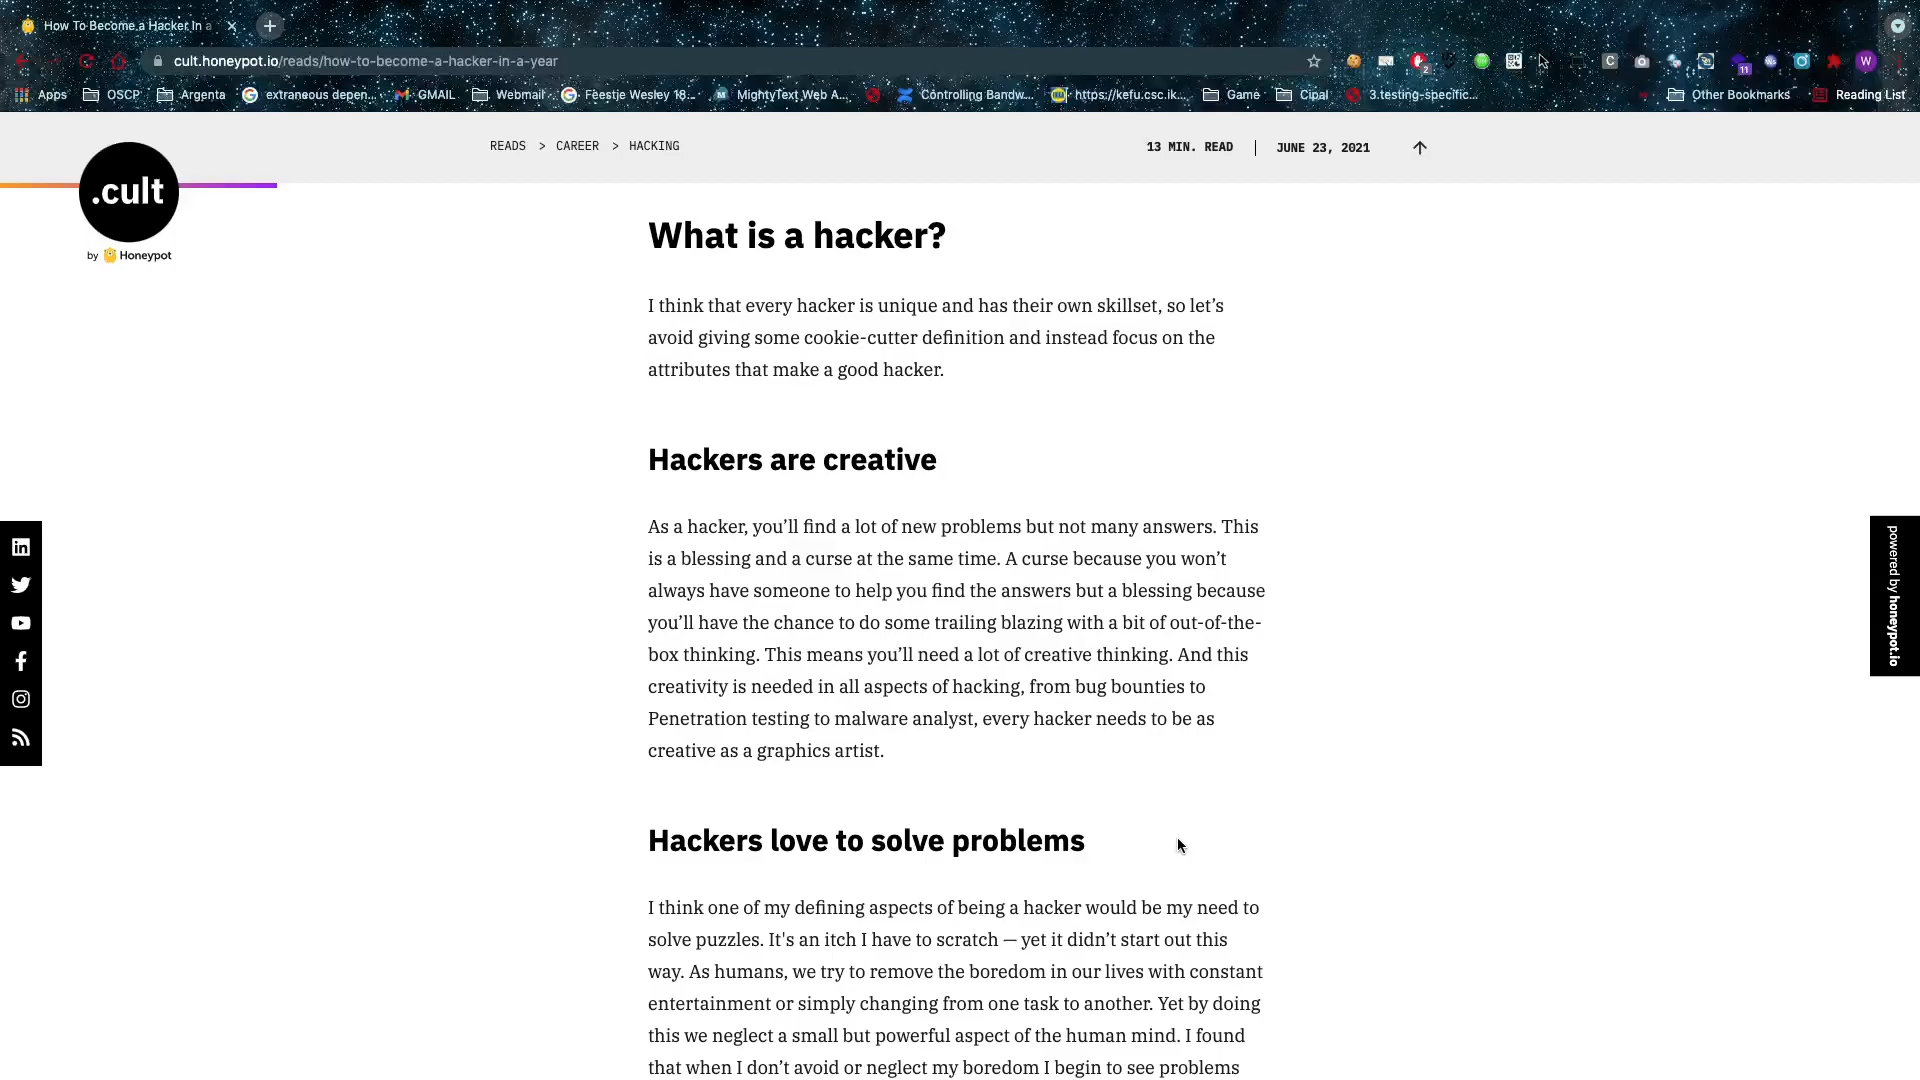 How To Become a Hacker In a
cult.honeypot.io/reads/how-to-become-a-hacker-in-a-year
2
C
11
W
Apps
OSCP
Argenta
extraneous depen...
GMAIL
Webmail
Feestje Wesley 18...
MightyText Web A...
Controlling Bandw...
https://kefu.csc.ik...
Game
Cipal
3.testing-specific...
Other Bookmarks
Reading List
READS > CAREER > HACKING
13 MIN. READ
JUNE 23, 2021
.cult
by Honeypot
What is a hacker?
I think that every hacker is unique and has their own skillset, so let’s
avoid giving some cookie-cutter definition and instead focus on the
attributes that make a good hacker.
Hackers are creative
As a hacker, you’ll find a lot of new problems but not many answers. This
is a blessing and a curse at the same time. A curse because you won’t
always have someone to help you find the answers but a blessing because
you’ll have the chance to do some trailing blazing with a bit of out-of-the-
box thinking. This means you’ll need a lot of creative thinking. And this
creativity is needed in all aspects of hacking, from bug bounties to
Penetration testing to malware analyst, every hacker needs to be as
creative as a graphics artist.
powered by honeypot.io
Hackers love to solve problems
I think one of my defining aspects of being a hacker would be my need to
solve puzzles. It's an itch I have to scratch — yet it didn’t start out this
way. As humans, we try to remove the boredom in our lives with constant
entertainment or simply changing from one task to another. Yet by doing
this we neglect a small but powerful aspect of the human mind. I found
that when I don’t avoid or neglect my boredom I begin to see problems